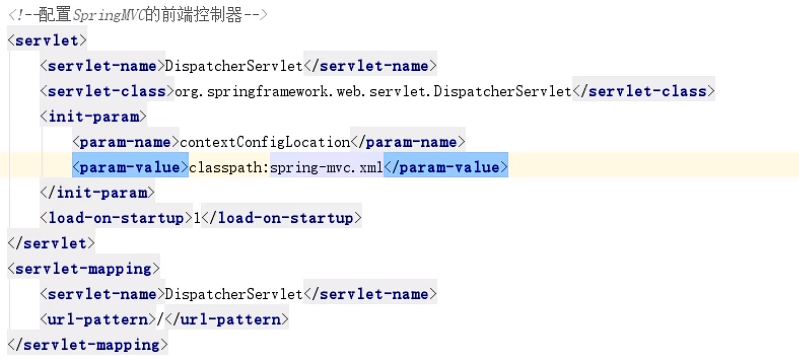 <!--配置SpringMVC的前端控制器-->
<servlet>
<servlet-name>DispatcherServlet</servlet-name>
<servlet-class>org.springframework.web.servlet.DispatcherServlet</servlet-class>
<init-param>
<param-name>contextConfigLocation</param-name>
<param-value>classpath:spring-mvc.xml</param-value>
</init-param>
<load-on-startup>1</load-on-startup>
</servlet>
<servlet-mapping>
<servlet-name>DispatcherServlet</servlet-name>
<url-pattern>/</url-pattern>
</servlet-mapping>